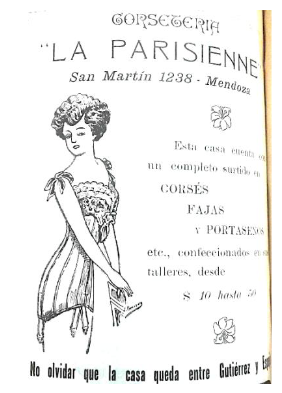 CORSETERIA
"LA PARISIENNE
San Martín 1238 - Mendoza
Esta casa cuenta
un completo surtido en
CORSÉS
FAJAS
Y PORTASENOS
etc., confeccionados
talleres, desde
$ 10 hasta 50
No olvidar que la casa queda entre Gutiérrez y